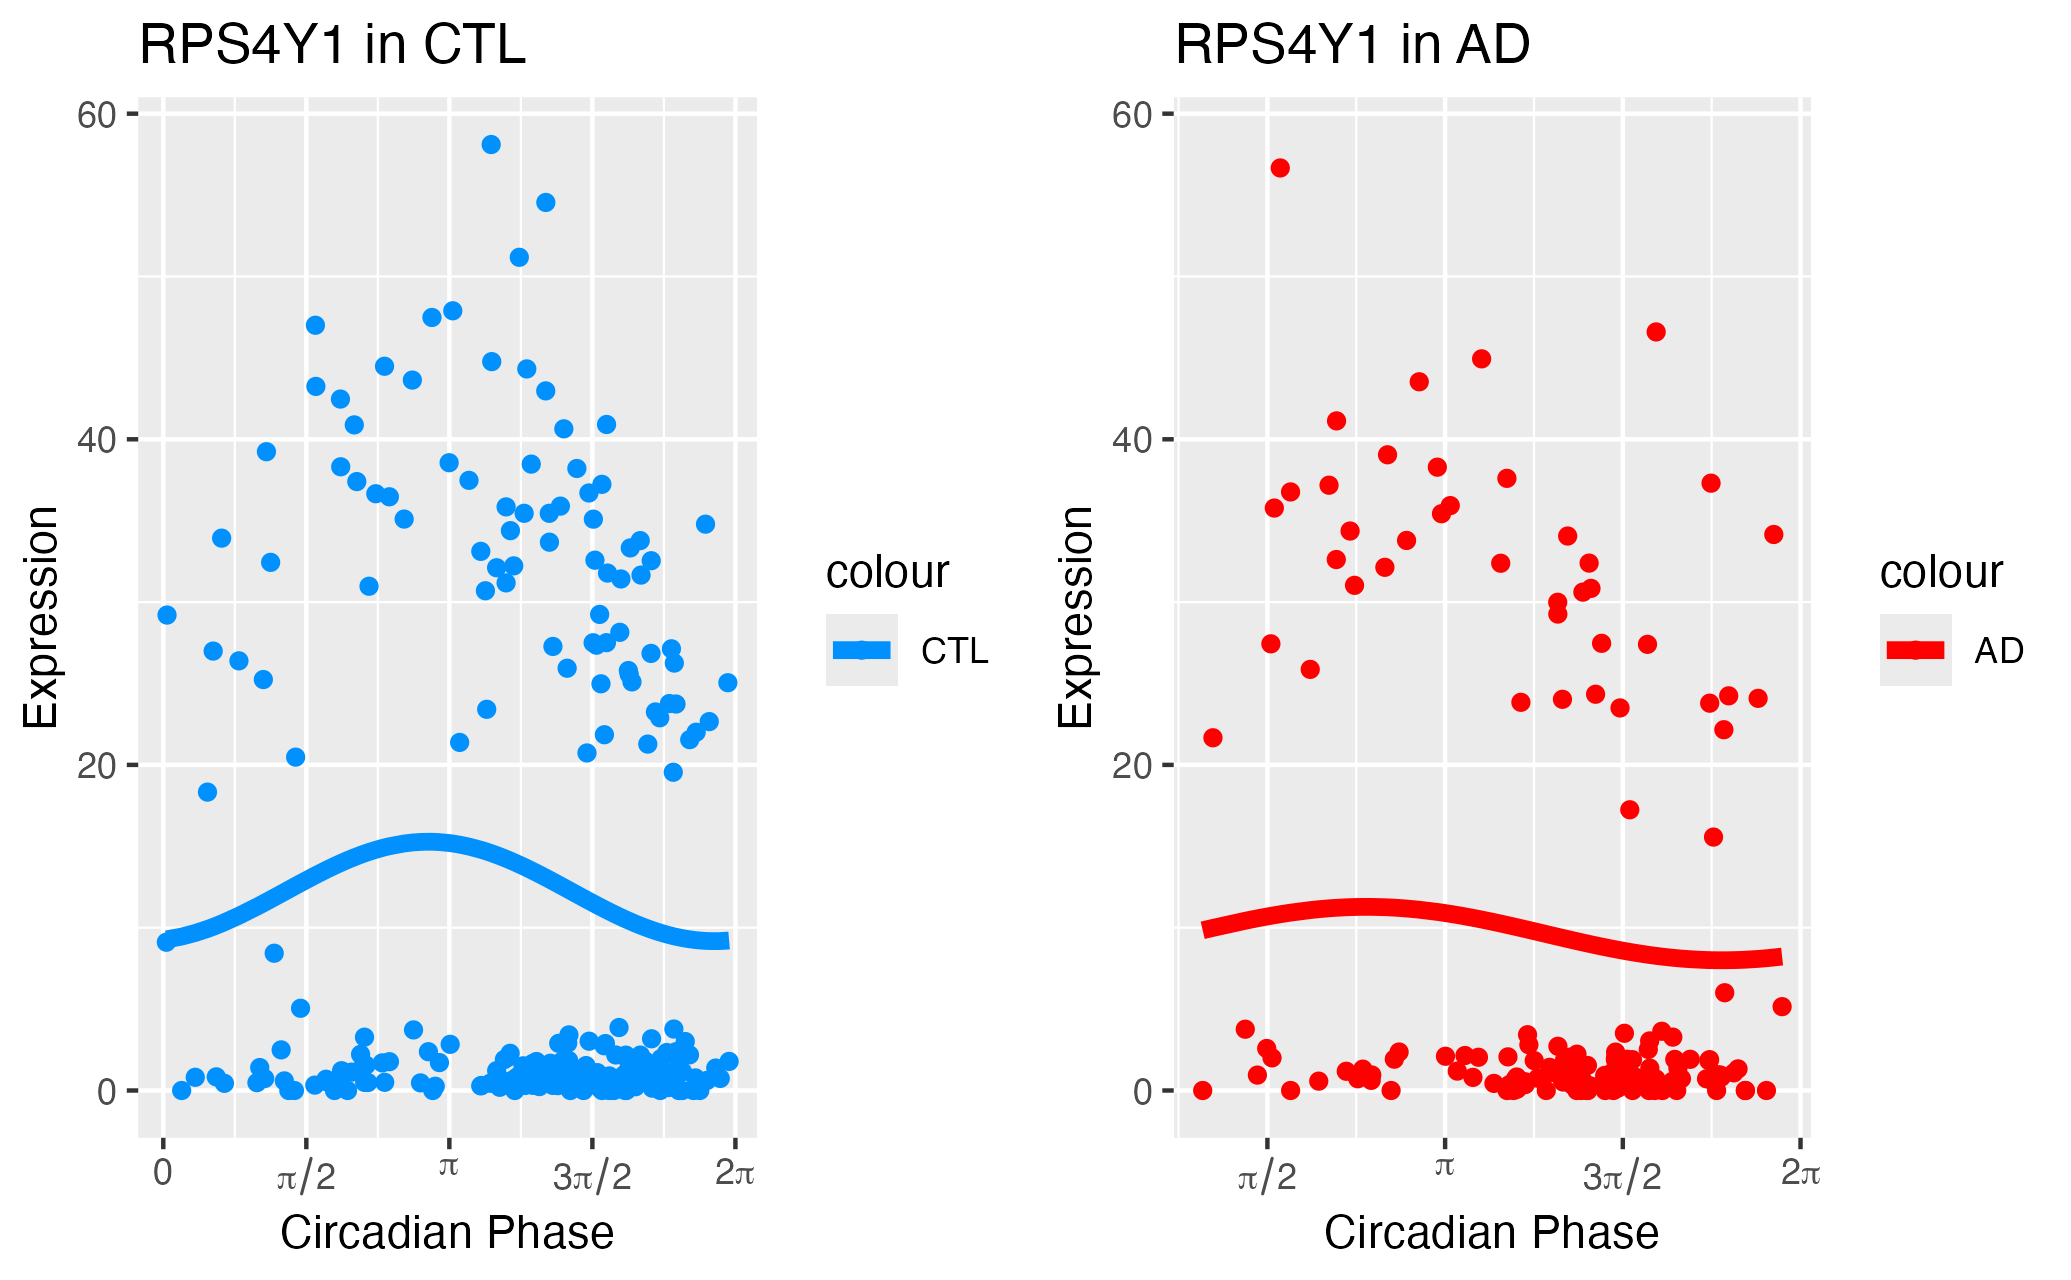 RPS4Y1 in CTL
60
40
20
0
Expression
0
π/2
π
3π/2
2π
Circadian Phase
colour
CTL
RPS4Y1 in AD
60
40
20
0
Expression
π/2
π
3π/2
2π
Circadian Phase
colour
AD